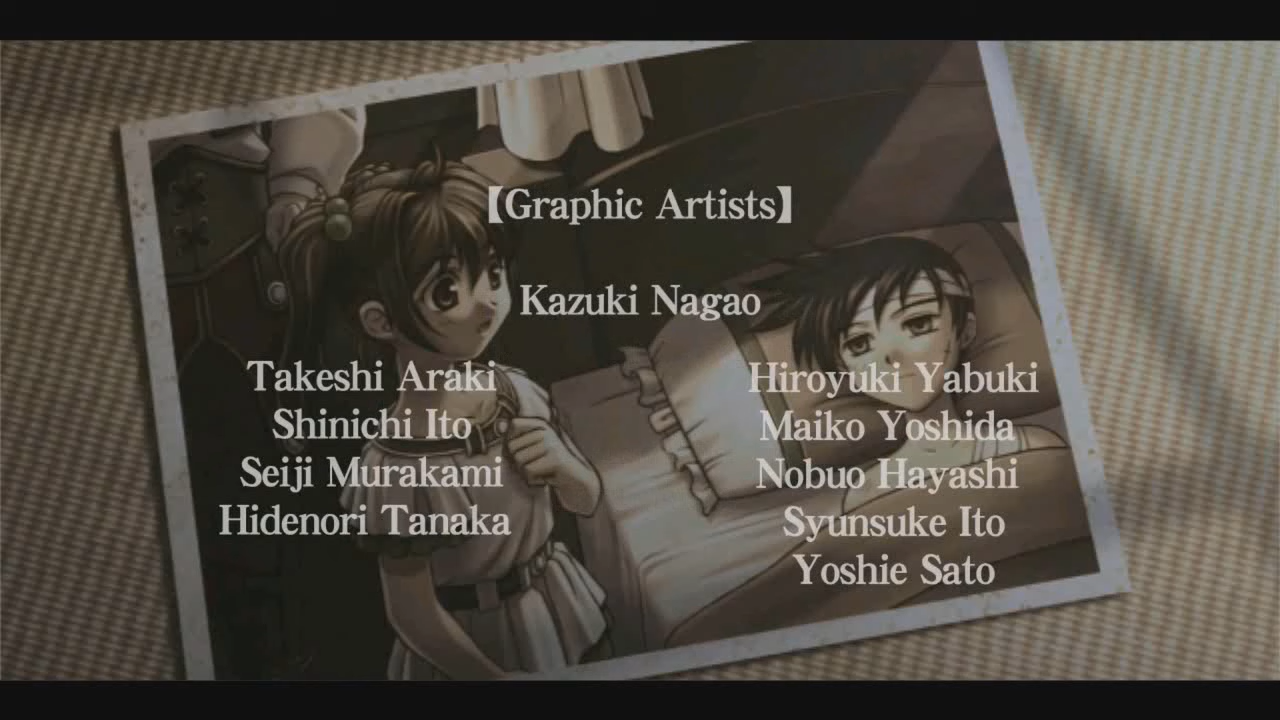 【Graphic Artists】
Kazuki Nagao
Takeshi Araki
Shinichi Ito
Seiji Murakami
Hidenori Tanaka
Hiroyuki Yabuki
Maiko Yoshida
Nobuo Hayashi
Syunsuke Ito
Yoshie Sato